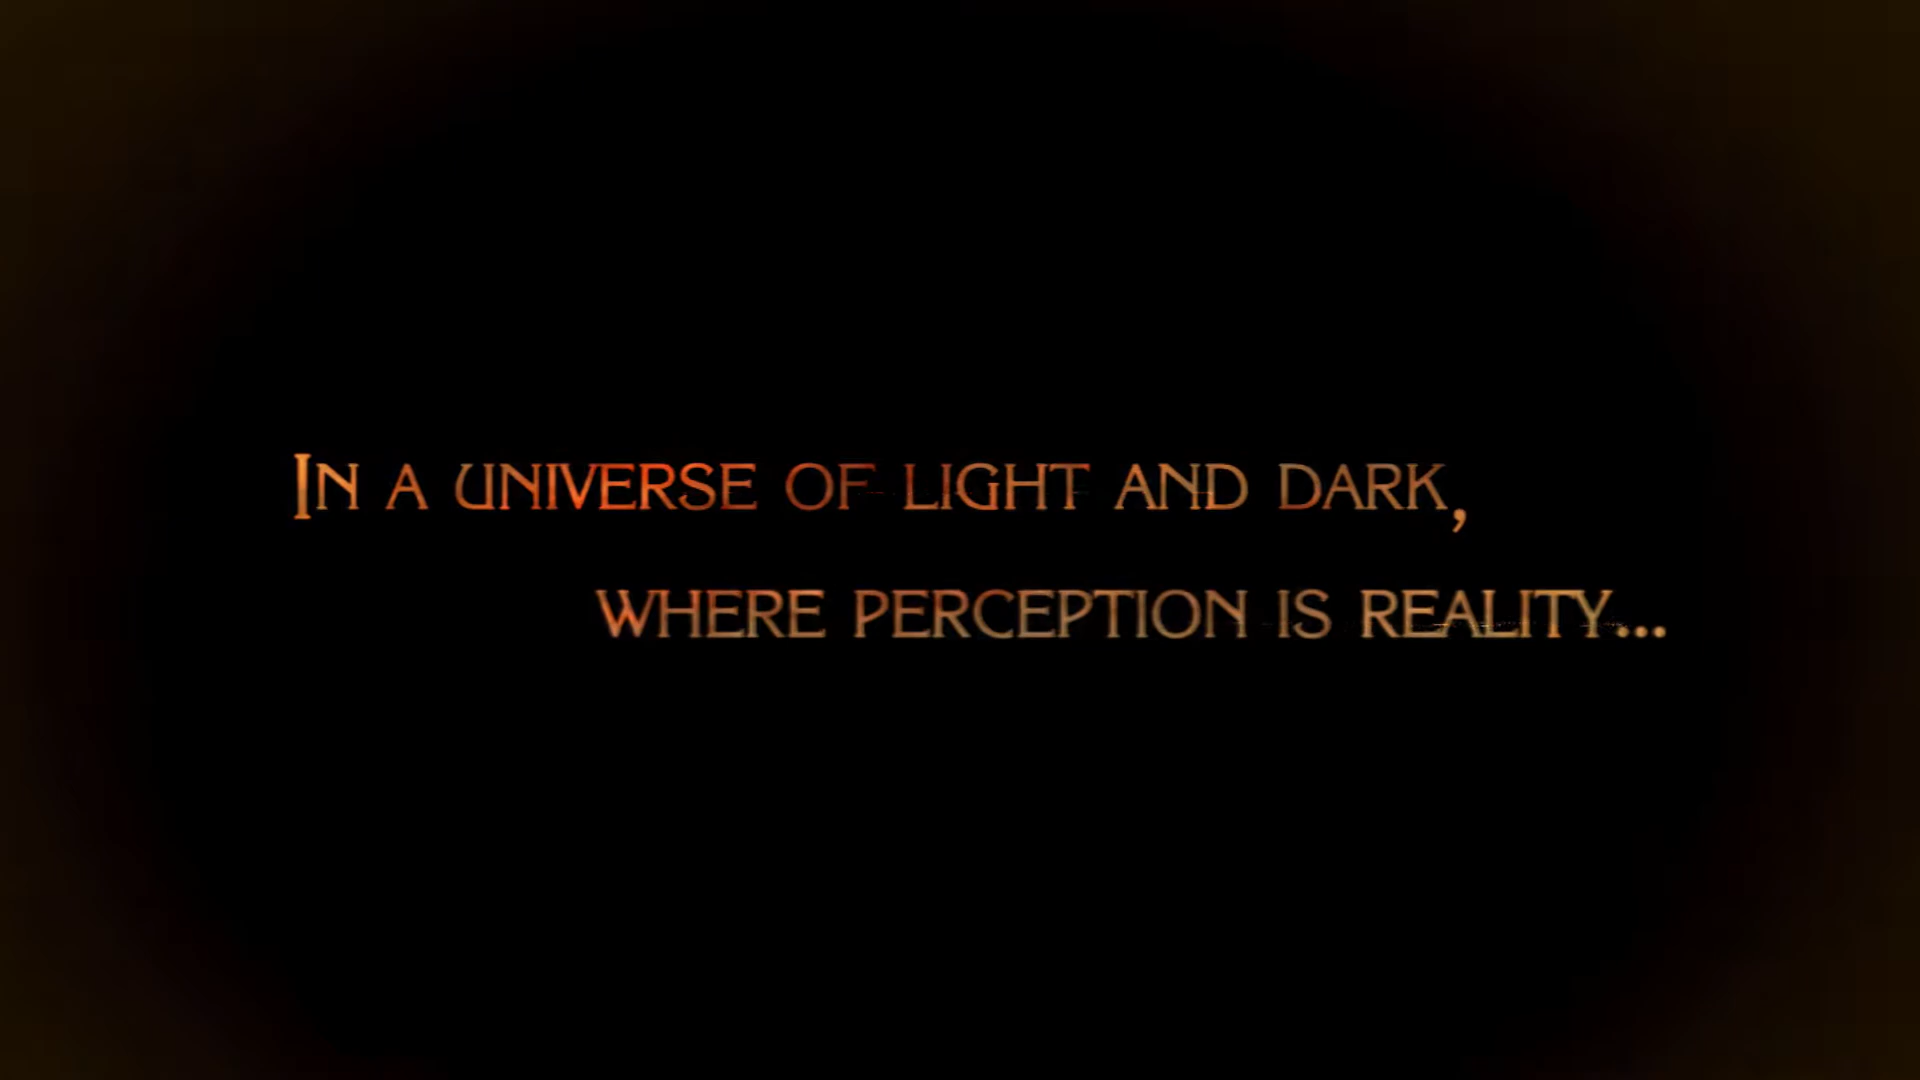 In a universe of light and dark,
where perception is reality...